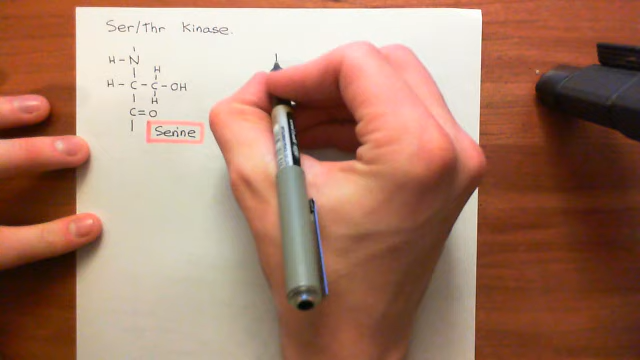 Ser/thr Kinase.
H-N
H
H-C-C-OH
H
C=O
Serine